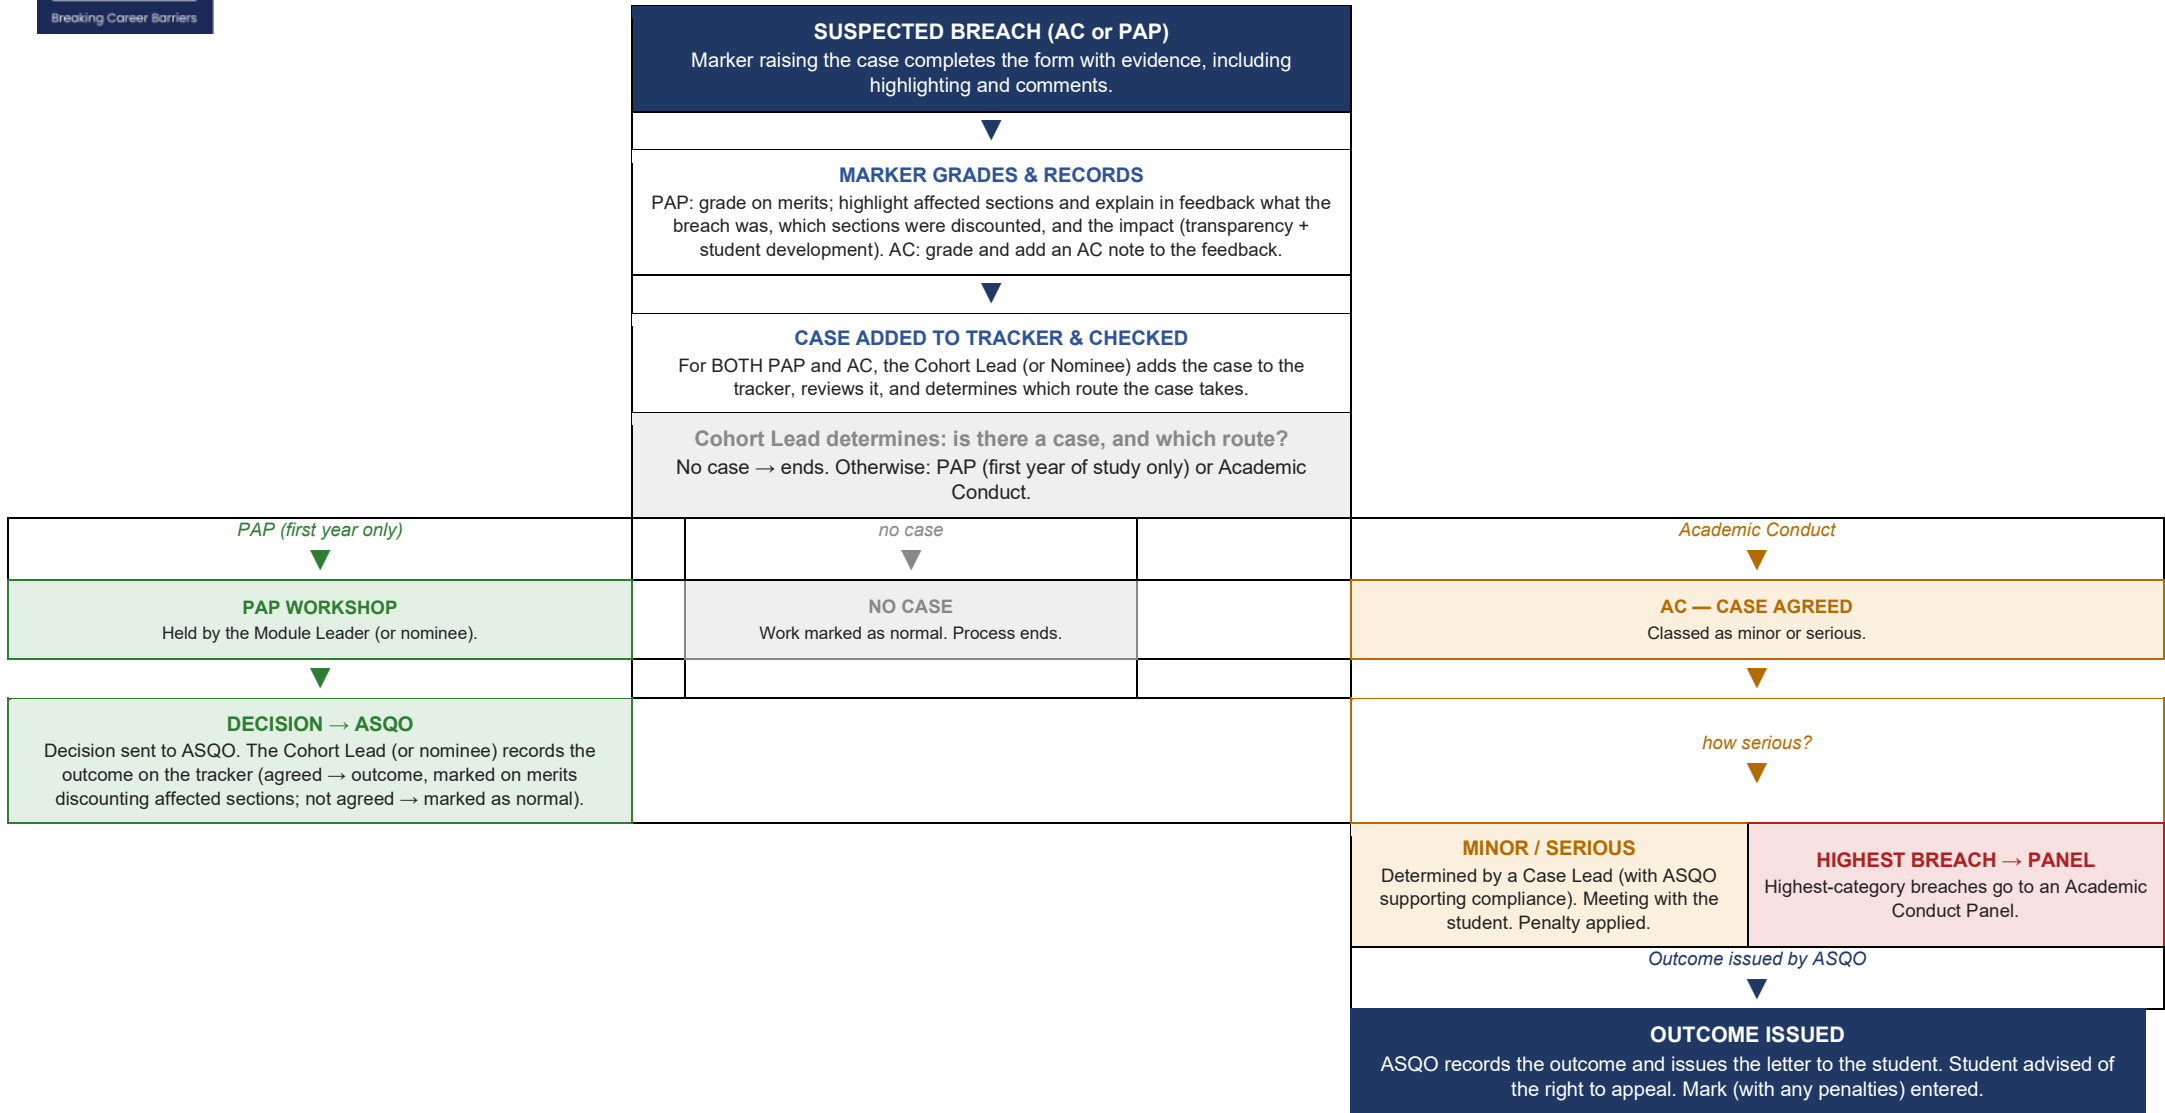 Breaking Career Barriers
SUSPECTED BREACH (AC or PAP)
Marker raising the case completes the form with evidence, including
highlighting and comments.
▼
MARKER GRADES & RECORDS
PAP: grade on merits; highlight affected sections and explain in feedback what the
breach was, which sections were discounted, and the impact (transparency +
student development). AC: grade and add an AC note to the feedback.
▼
CASE ADDED TO TRACKER & CHECKED
For BOTH PAP and AC, the Cohort Lead (or Nominee) adds the case to the
tracker, reviews it, and determines which route the case takes.
Cohort Lead determines: is there a case, and which route?
No case → ends. Otherwise: PAP (first year of study only) or Academic
Conduct.
PAP (first year only)
▼
PAP WORKSHOP
Held by the Module Leader (or nominee).
▼
DECISION → ASQO
Decision sent to ASQO. The Cohort Lead (or nominee) records the
outcome on the tracker (agreed → outcome, marked on merits
discounting affected sections; not agreed → marked as normal).
no case
▼
NO CASE
Work marked as normal. Process ends.
Academic Conduct
▼
AC — CASE AGREED
Classed as minor or serious.
▼
how serious?
▼
MINOR / SERIOUS
Determined by a Case Lead (with ASQO
supporting compliance). Meeting with the
student. Penalty applied.
HIGHEST BREACH → PANEL
Highest-category breaches go to an Academic
Conduct Panel.
Outcome issued by ASQO
▼
OUTCOME ISSUED
ASQO records the outcome and issues the letter to the student. Student advised of
the right to appeal. Mark (with any penalties) entered.